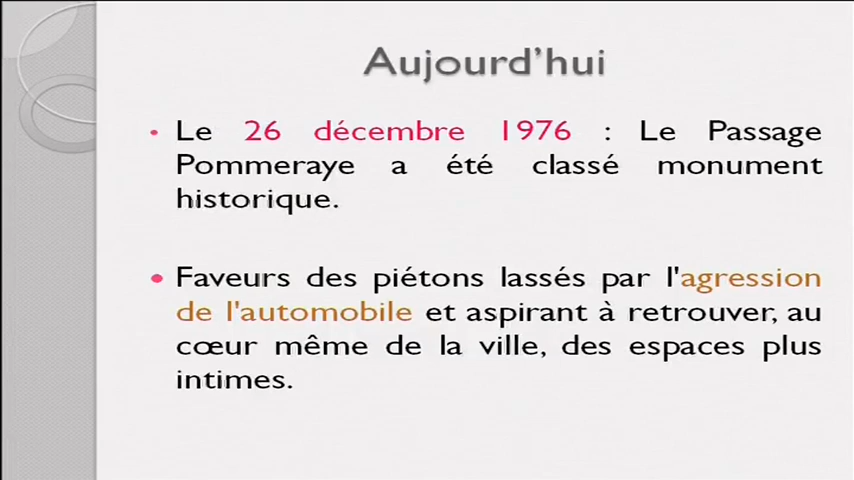 Aujourd’hui
Le 26 décembre 1976 : Le Passage
Pommeraye a été classé monument
historique.
Faveurs des piétons lassés par l'agression
de l'automobile et aspirant à retrouver, au
cœur même de la ville, des espaces plus
intimes.